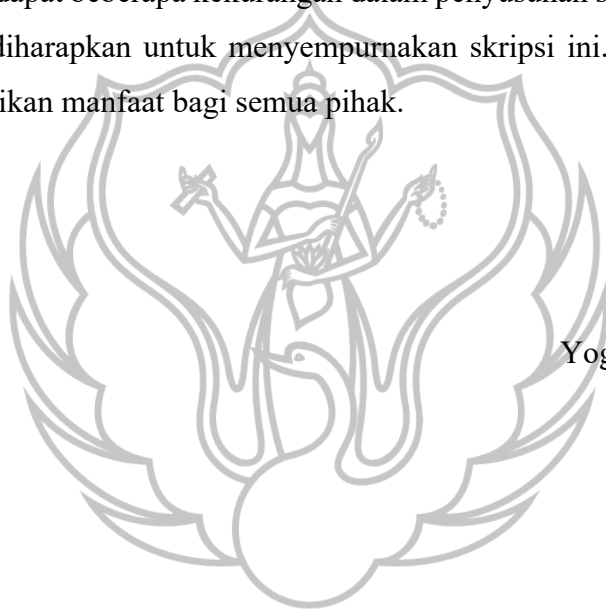 dapat beberapa kekurangan dalam penyusunan s
diharapkan untuk menyempurnakan skripsi ini.
ikan manfaat bagi semua pihak.
Yog